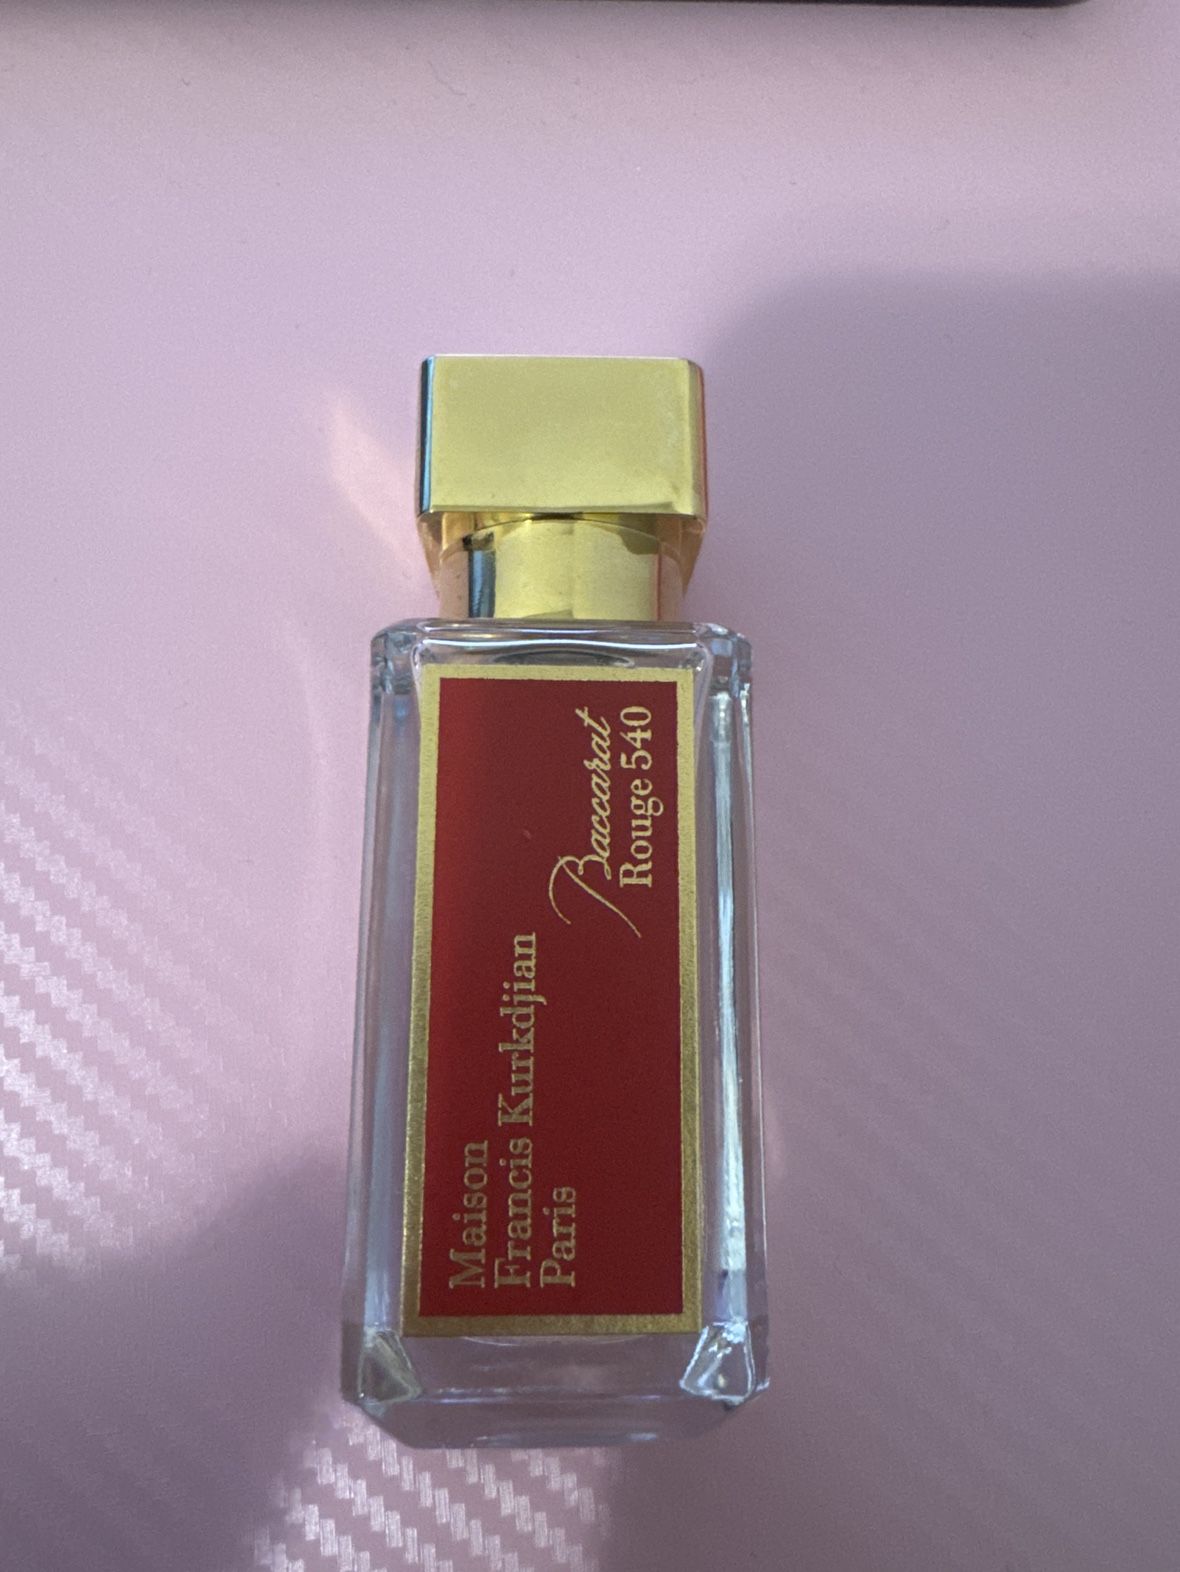 Maison
Francis Kurkdjian
Paris
Baccarat
Rouge 540